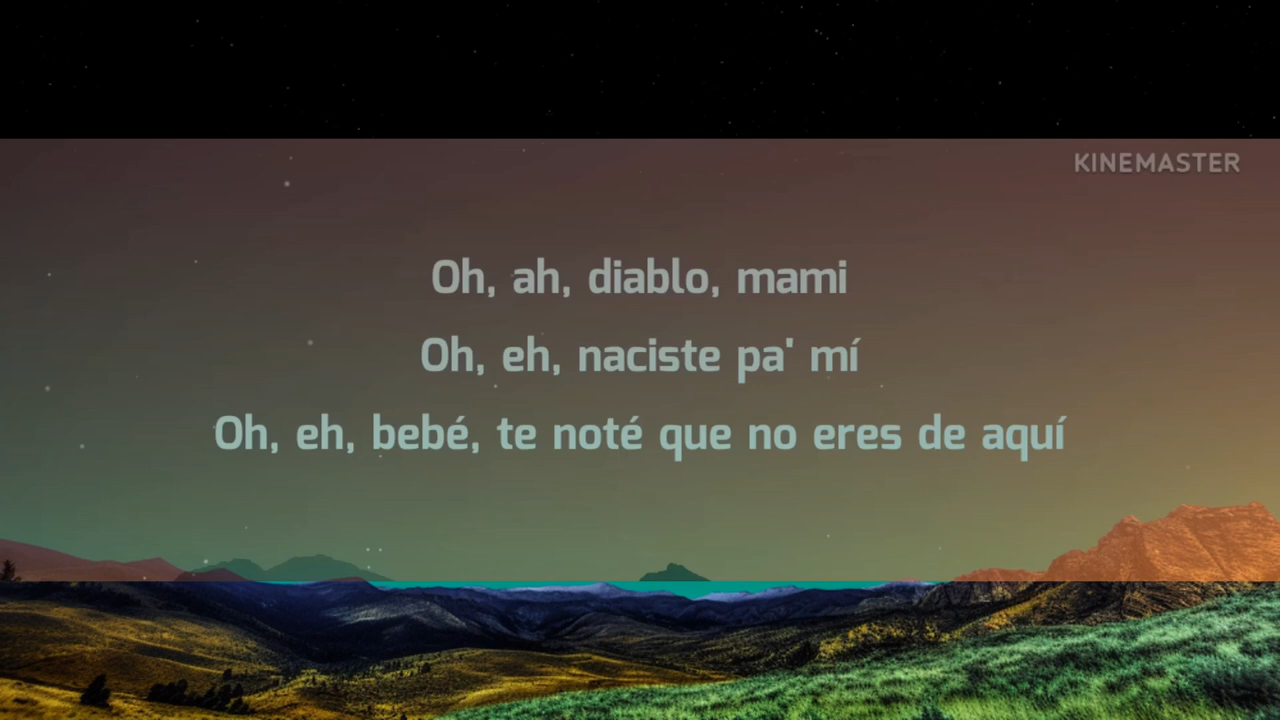 KINEMASTER
Oh, ah, diablo, mami
Oh, eh, naciste pa' mí
Oh, eh, bebé, te noté que no eres de aquí